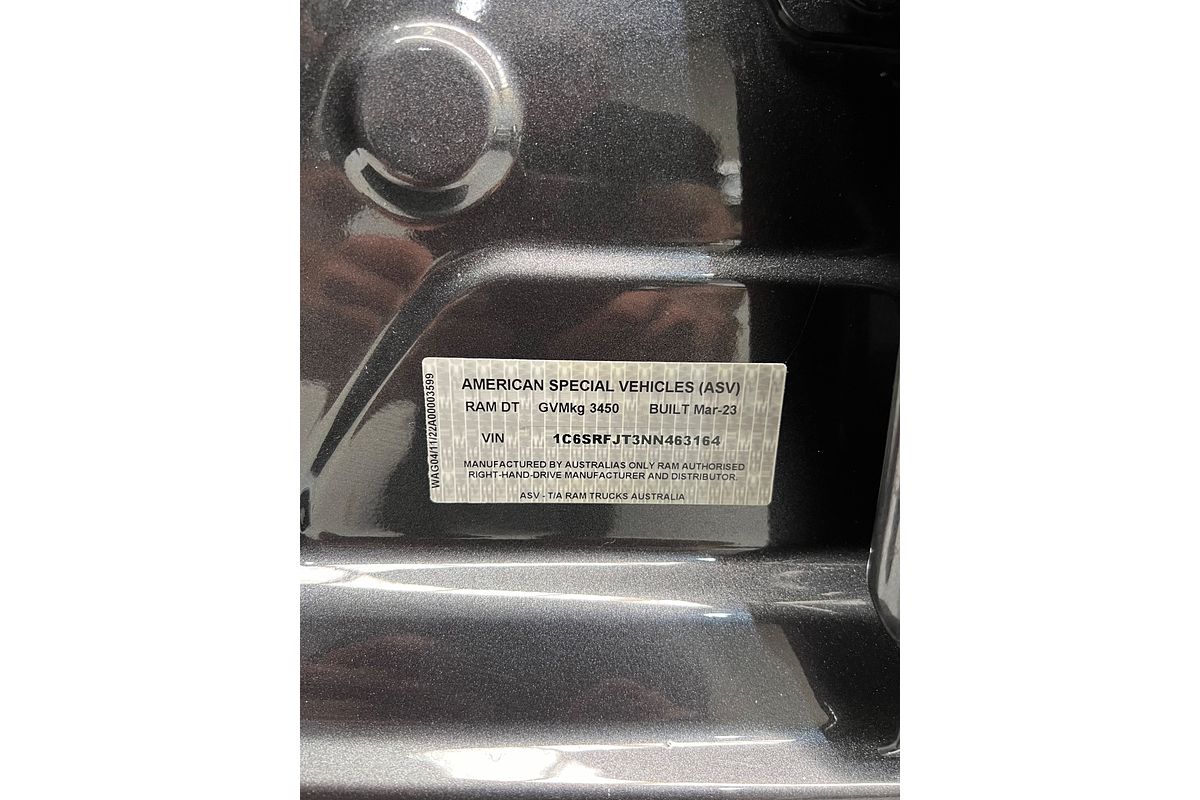 AMERICAN SPECIAL VEHICLES (ASV)
RAM DT GVMkg 3450 BUILT Mar-23
VIN 1C6SRFJT3NN463164
MANUFACTURED BY AUSTRALIAS ONLY RAM AUTHORISED
RIGHT-HAND-DRIVE MANUFACTURER AND DISTRIBUTOR.
ASV - T/A RAM TRUCKS AUSTRALIA
WAG04/11/22A00003599